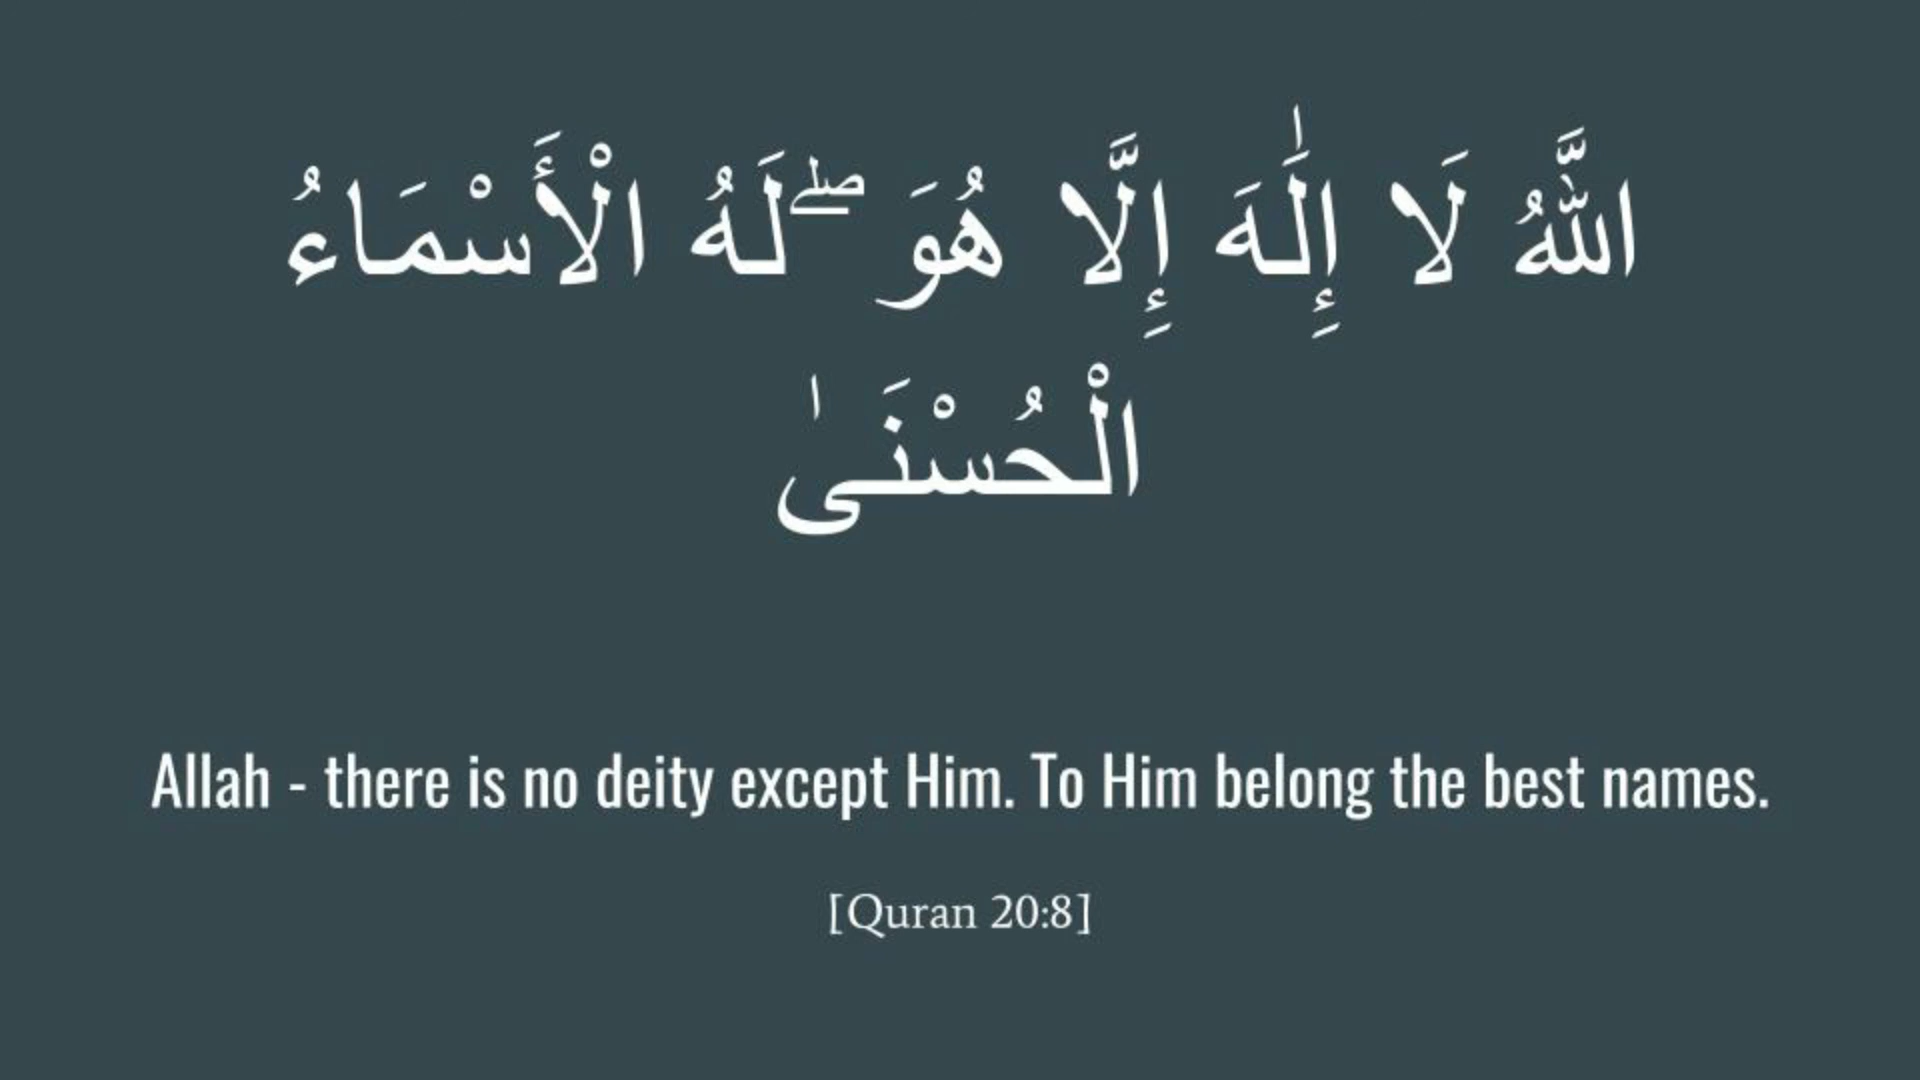 اللَّهُ لَا إِلَٰهَ إِلَّا هُوَ ۖ لَهُ الْأَسْمَاءُ
الْحُسْنَىٰ
Allah - there is no deity except Him. To Him belong the best names.
[Quran 20:8]